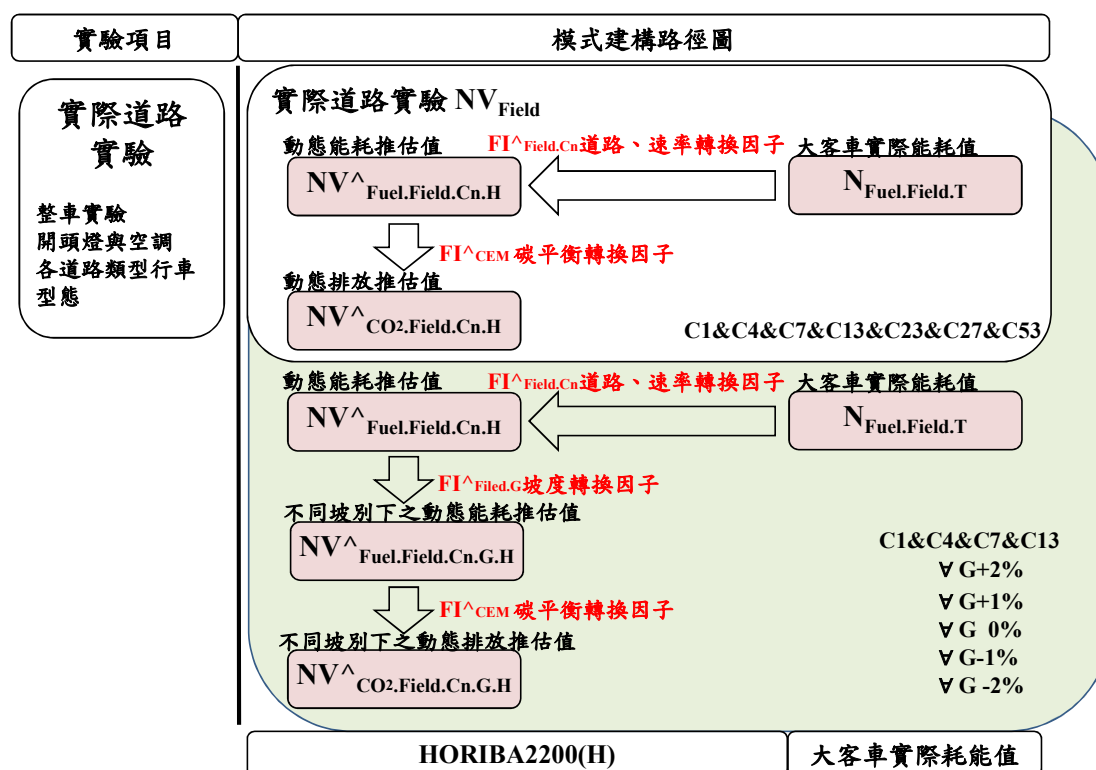 實驗項目
模式建構路徑圖
實際道路
實驗
整車實驗
開頭燈與空調
各道路類型行車
型態
實際道路實驗 NV Field
動態能耗推估值
FI^Field.Cn道路、速率轉換因子
大客車實際能耗值
NV^Fuel.Field.Cn.H
N Fuel.Field.T
FI^CEM 碳平衡轉換因子
動態排放推估值
NV^CO2.Field.Cn.H
C1&C4&C7&C13&C23&C27&C53
動態能耗推估值
FI^Field.Cn道路、速率轉換因子
大客車實際能耗值
NV^Fuel.Field.Cn.H
N Fuel.Field.T
FI^Filed.G坡度轉換因子
不同坡別下之動態能耗推估值
NV^Fuel.Field.Cn.G.H
FI^CEM 碳平衡轉換因子
不同坡別下之動態排放推估值
NV^CO2.Field.Cn.G.H
C1&C4&C7&C13
∀ G+2%
∀ G+1%
∀ G 0%
∀ G-1%
∀ G -2%
HORIBA2200(H)
大客車實際耗能值